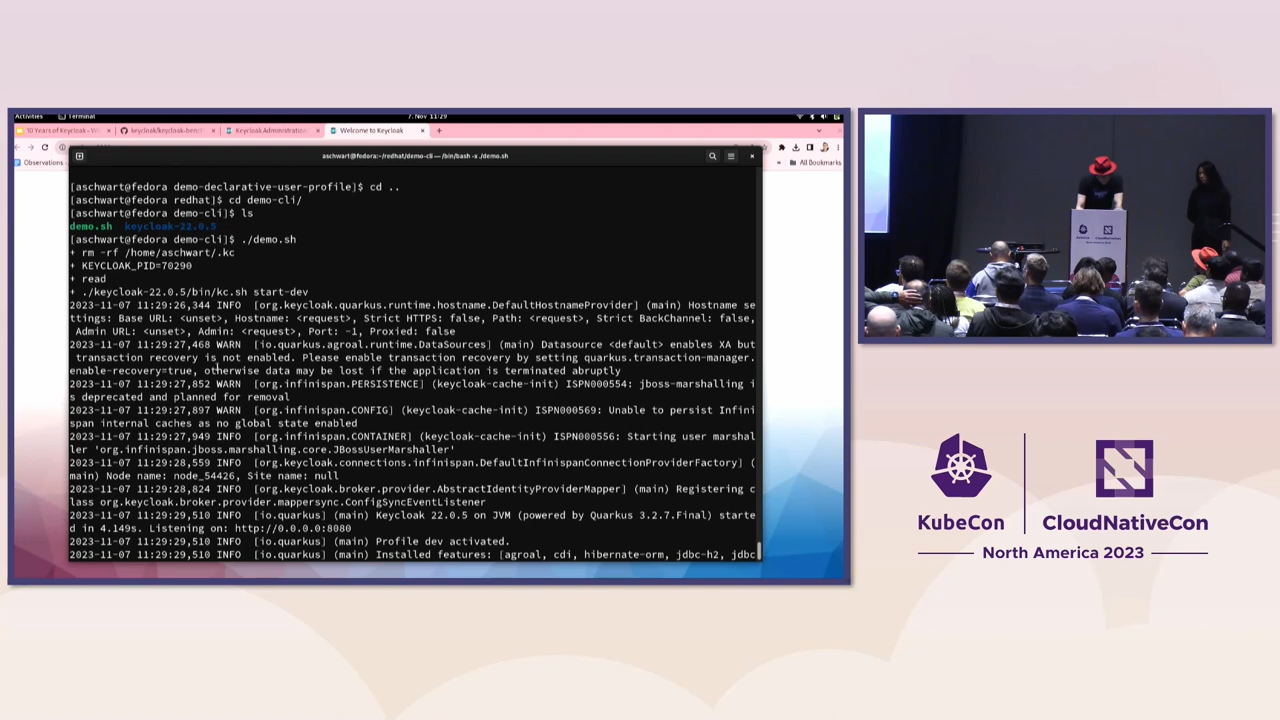 Activities
Terminal
7. Nov 11:29
10 Years of Keycloak - W
keycloak/keycloak-ben
Keycloak Administration
Welcome to Keycloak
Observations
All Bookmarks
aschwart@fedora:~/redhat/demo-cli — /bin/bash -x ./demo.sh
[aschwart@fedora demo-declarative-user-profile]$ cd ..
[aschwart@fedora redhat]$ cd demo-cli/
[aschwart@fedora demo-cli]$ ls
demo.sh keycloak-22.0.5
[aschwart@fedora demo-cli]$ ./demo.sh
+ rm -rf /home/aschwart/.kc
+ KEYCLOAK_PID=70290
+ read
+ ./keycloak-22.0.5/bin/kc.sh start-dev
2023-11-07 11:29:26,344 INFO [org.keycloak.quarkus.runtime.hostname.DefaultHostnameProvider] (main) Hostname se
ttings: Base URL: <unset>, Hostname: <request>, Strict HTTPS: false, Path: <request>, Strict BackChannel: false,
Admin URL: <unset>, Admin: <request>, Port: -1, Proxied: false
2023-11-07 11:29:27,468 WARN [io.quarkus.agroal.runtime.DataSources] (main) Datasource <default> enables XA but
transaction recovery is not enabled. Please enable transaction recovery by setting quarkus.transaction-manager.
enable-recovery=true, otherwise data may be lost if the application is terminated abruptly
2023-11-07 11:29:27,852 WARN [org.infinispan.PERSISTENCE] (keycloak-cache-init) ISPN000554: jboss-marshalling i
s deprecated and planned for removal
2023-11-07 11:29:27,897 WARN [org.infinispan.CONFIG] (keycloak-cache-init) ISPN000569: Unable to persist Infini
span internal caches as no global state enabled
2023-11-07 11:29:27,949 INFO [org.infinispan.CONTAINER] (keycloak-cache-init) ISPN000556: Starting user marshal
ler 'org.infinispan.jboss.marshalling.core.JBossUserMarshaller'
2023-11-07 11:29:28,559 INFO [org.keycloak.connections.infinispan.DefaultInfinispanConnectionProviderFactory] (
main) Node name: node_54426, Site name: null
2023-11-07 11:29:28,824 INFO [org.keycloak.broker.provider.AbstractIdentityProviderMapper] (main) Registering c
lass org.keycloak.broker.provider.mappersync.ConfigSyncEventListener
2023-11-07 11:29:29,510 INFO [io.quarkus] (main) Keycloak 22.0.5 on JVM (powered by Quarkus 3.2.7.Final) starte
d in 4.149s. Listening on: http://0.0.0.0:8080
2023-11-07 11:29:29,510 INFO [io.quarkus] (main) Profile dev activated.
2023-11-07 11:29:29,510 INFO [io.quarkus] (main) Installed features: [agroal, cdi, hibernate-orm, jdbc-h2, jdbc
KubeCon
CloudNativeCon
North America 2023